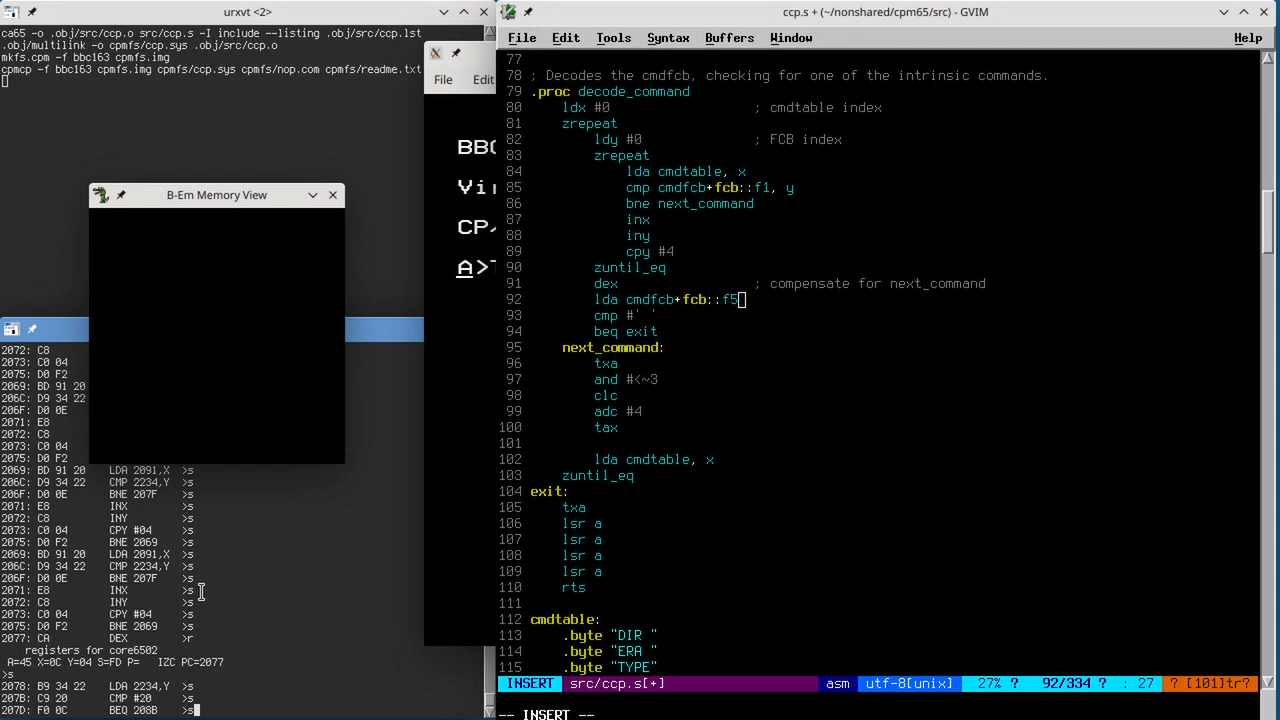 urxvt <2>
ca65 -o .obj/src/ccp.o src/ccp.s -I include --listing .obj/src/ccp.lst
.obj/multilink -o cpmfs/ccp.sys .obj/src/ccp.o
mkfs.cpm -f bbc163 cpmfs.img
cpmcp -f bbc163 cpmfs.img cpmfs/ccp.sys cpmfs/nop.com cpmfs/readme.txt
File Edit
BBC
Vir
CP/
A>T
B-Em Memory View
2072: C8
2073: C0 04
2075: D0 F2
2069: BD 91 20
206C: D9 34 22
206F: D0 0E
2071: E8
2072: C8
2073: C0 04
2075: D0 F2
2069: BD 91 20 LDA 2091,X >s
206C: D9 34 22 CMP 2234,Y >s
206F: D0 0E BNE 207F >s
2071: E8 INX >s
2072: C8 INY >s
2073: C0 04 CPY #04 >s
2075: D0 F2 BNE 2069 >s
2069: BD 91 20 LDA 2091,X >s
206C: D9 34 22 CMP 2234,Y >s
206F: D0 0E BNE 207F >s
2071: E8 INX >s
2072: C8 INY >s
2073: C0 04 CPY #04 >s
2075: D0 F2 BNE 2069 >s
2077: CA DEX >r
registers for core6502
A=45 X=0C Y=04 S=FD P= IZC PC=2077
>s
2078: B9 34 22 LDA 2234,Y >s
207B: C9 20 CMP #20 >s
207D: F0 0C BEQ 208B >s
ccp.s + (~/nonshared/cpm65/src) - GVIM
File Edit Tools Syntax Buffers Window Help
77
78 ; Decodes the cmdfcb, checking for one of the intrinsic commands.
79 .proc decode_command
80 ldx #0 ; cmdtable index
81 zrepeat
82 ldy #0 ; FCB index
83 zrepeat
84 lda cmdtable, x
85 cmp cmdfcb+fcb::f1, y
86 bne next_command
87 inx
88 iny
89 cpy #4
90 zuntil_eq
91 dex ; compensate for next_command
92 lda cmdfcb+fcb::f5
93 cmp #' '
94 beq exit
95 next_command:
96 txa
97 and #<~3
98 clc
99 adc #4
100 tax
101
102 lda cmdtable, x
103 zuntil_eq
104 exit:
105 txa
106 lsr a
107 lsr a
108 lsr a
109 lsr a
110 rts
111
112 cmdtable:
113 .byte "DIR "
114 .byte "ERA "
115 .byte "TYPE"
INSERT src/ccp.s[+] asm utf-8[unix] 27% ? 92/334 ? : 27 ? [101]tr?
-- INSERT --